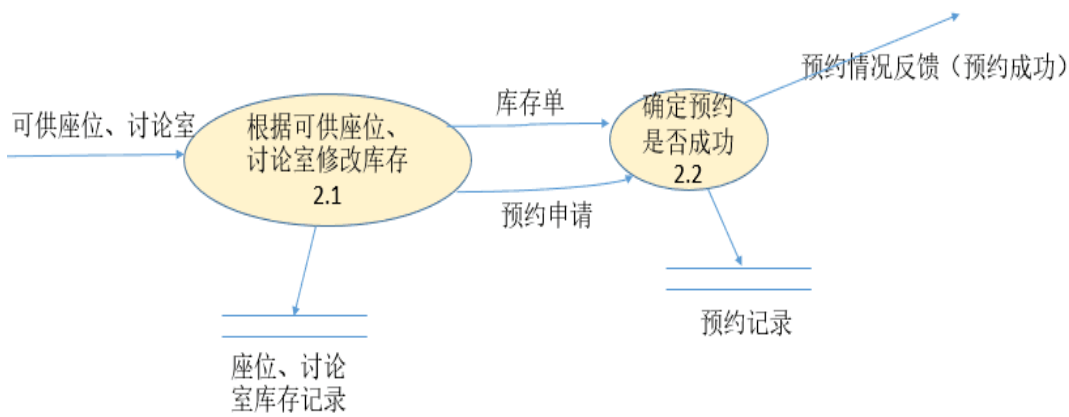 预约情况反馈（预约成功）
可供座位、讨论室
根据可供座位、
讨论室修改库存
2.1
库存单
预约申请
确定预约
是否成功
2.2
座位、讨论
室库存记录
预约记录